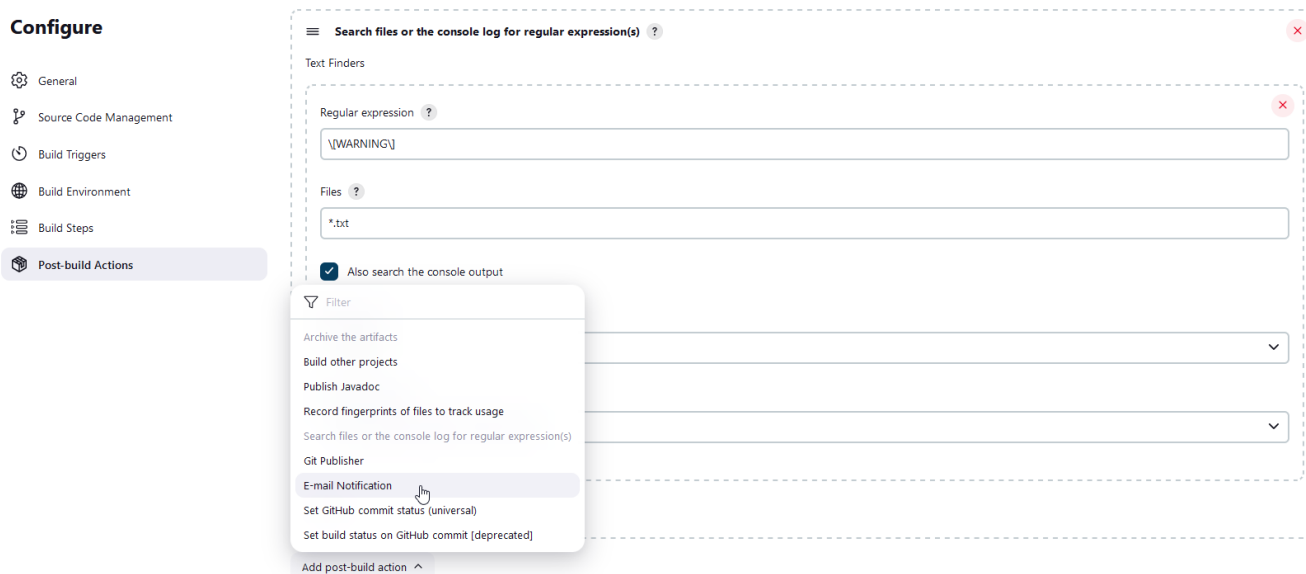 Configure
General
Source Code Management
Build Triggers
Build Environment
Build Steps
Post-build Actions
Search files or the console log for regular expression(s) ?
Text Finders
Regular expression ?
\[WARNING\]
Files ?
*.txt
Also search the console output
Filter
Archive the artifacts
Build other projects
Publish Javadoc
Record fingerprints of files to track usage
Search files or the console log for regular expression(s)
Git Publisher
E-mail Notification
Set GitHub commit status (universal)
Set build status on GitHub commit [deprecated]
Add post-build action